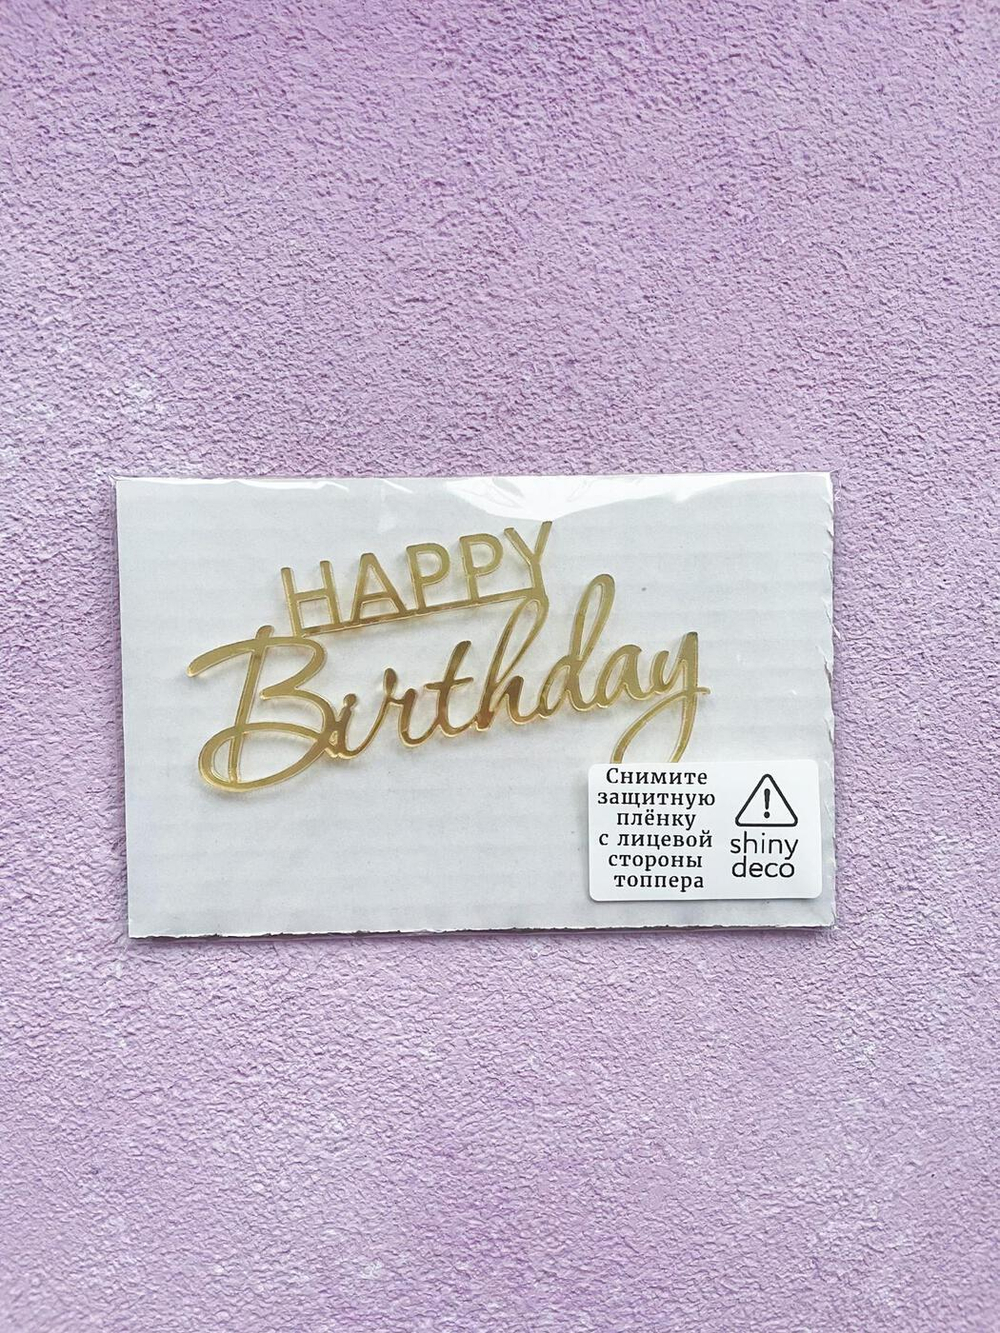 HAPPY
Birthday
Снимите
защитную
плёнку
с лицевой
стороны
топпера
shiny
deco